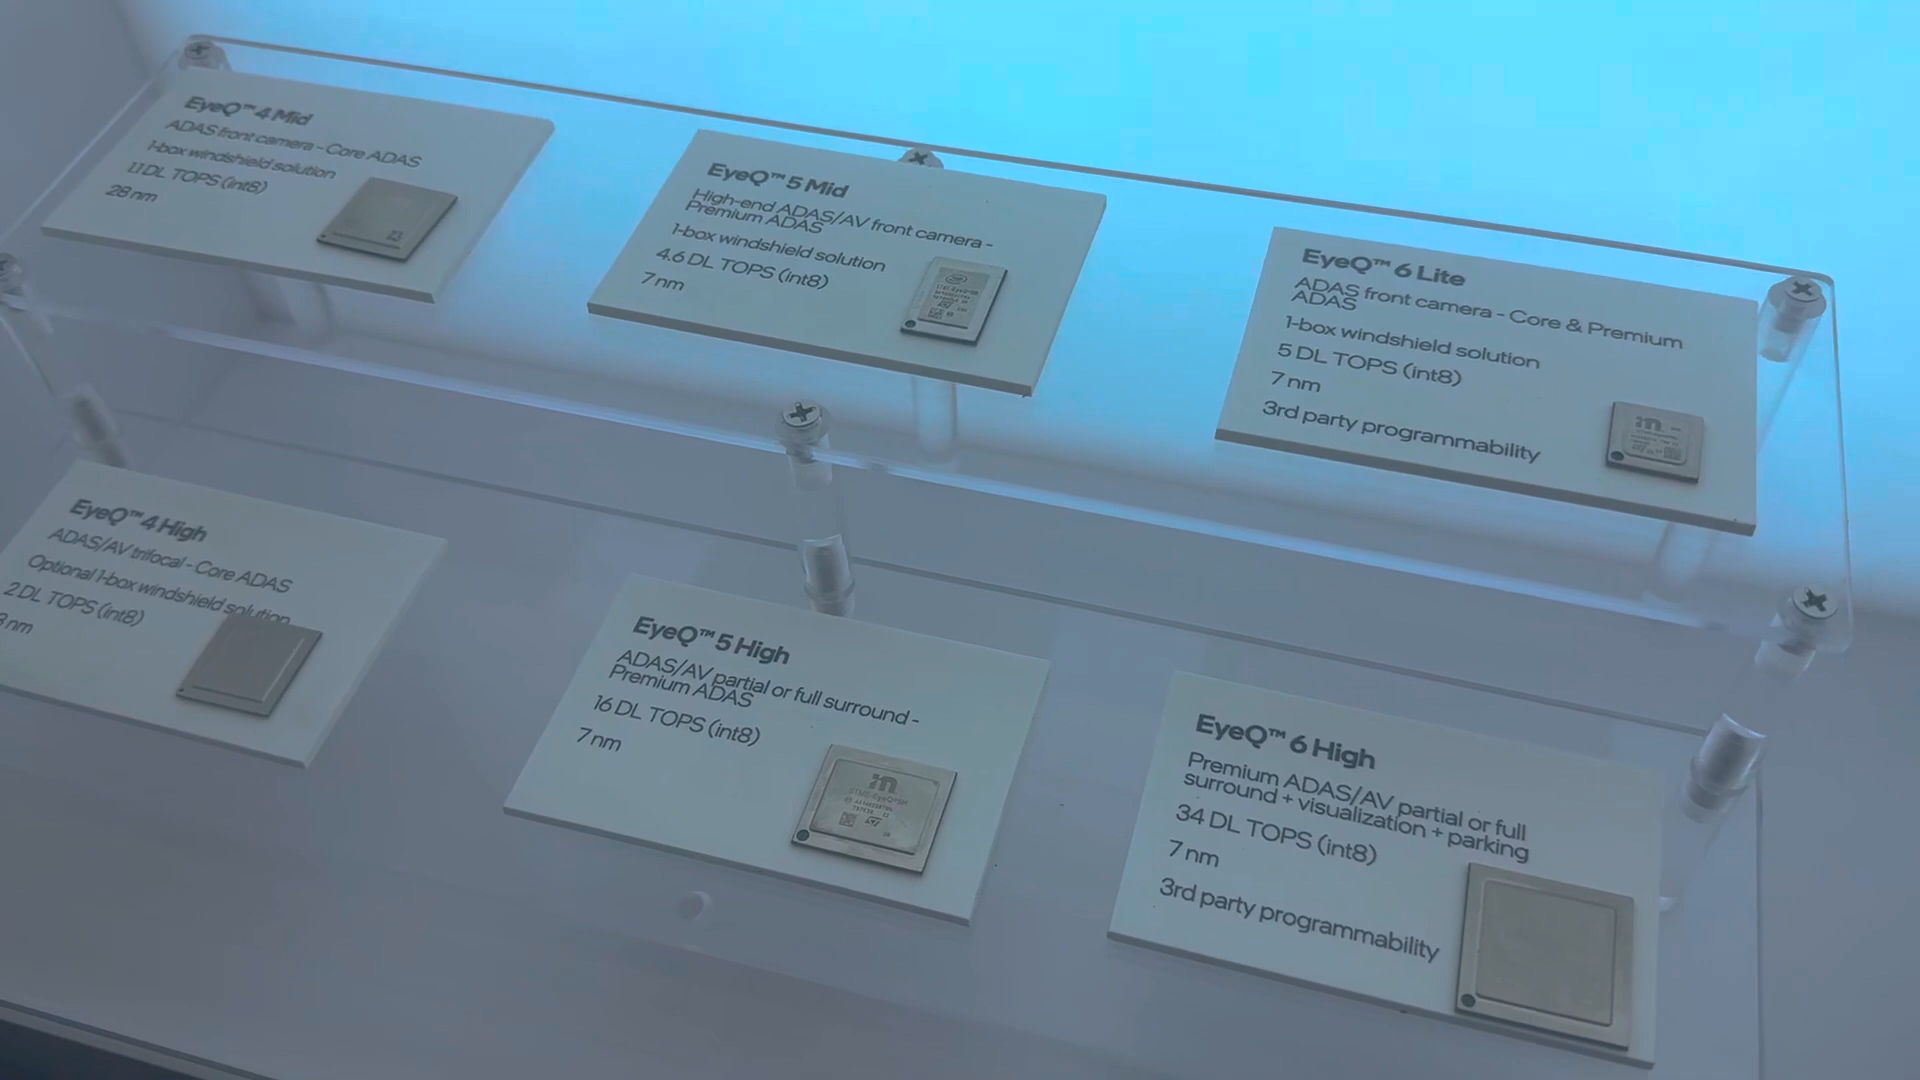 EyeQ™ 4 Mid
ADAS front camera - Core ADAS
1-box windshield solution
1.1 DL TOPS (int8)
28 nm
EyeQ™ 5 Mid
High-end ADAS/AV front camera -
Premium ADAS
1-box windshield solution
4.6 DL TOPS (int8)
7 nm
intel
EyeQ™ 6 Lite
ADAS front camera - Core & Premium
ADAS
1-box windshield solution
5 DL TOPS (int8)
7 nm
3rd party programmability
m
EyeQ™ 4 High
ADAS/AV trifocal - Core ADAS
Optional 1-box windshield solution
2 DL TOPS (int8)
8 nm
EyeQ™ 5 High
ADAS/AV partial or full surround -
Premium ADAS
16 DL TOPS (int8)
7 nm
m
ST
EyeQ™ 6 High
Premium ADAS/AV partial or full
surround + visualization + parking
34 DL TOPS (int8)
7 nm
3rd party programmability